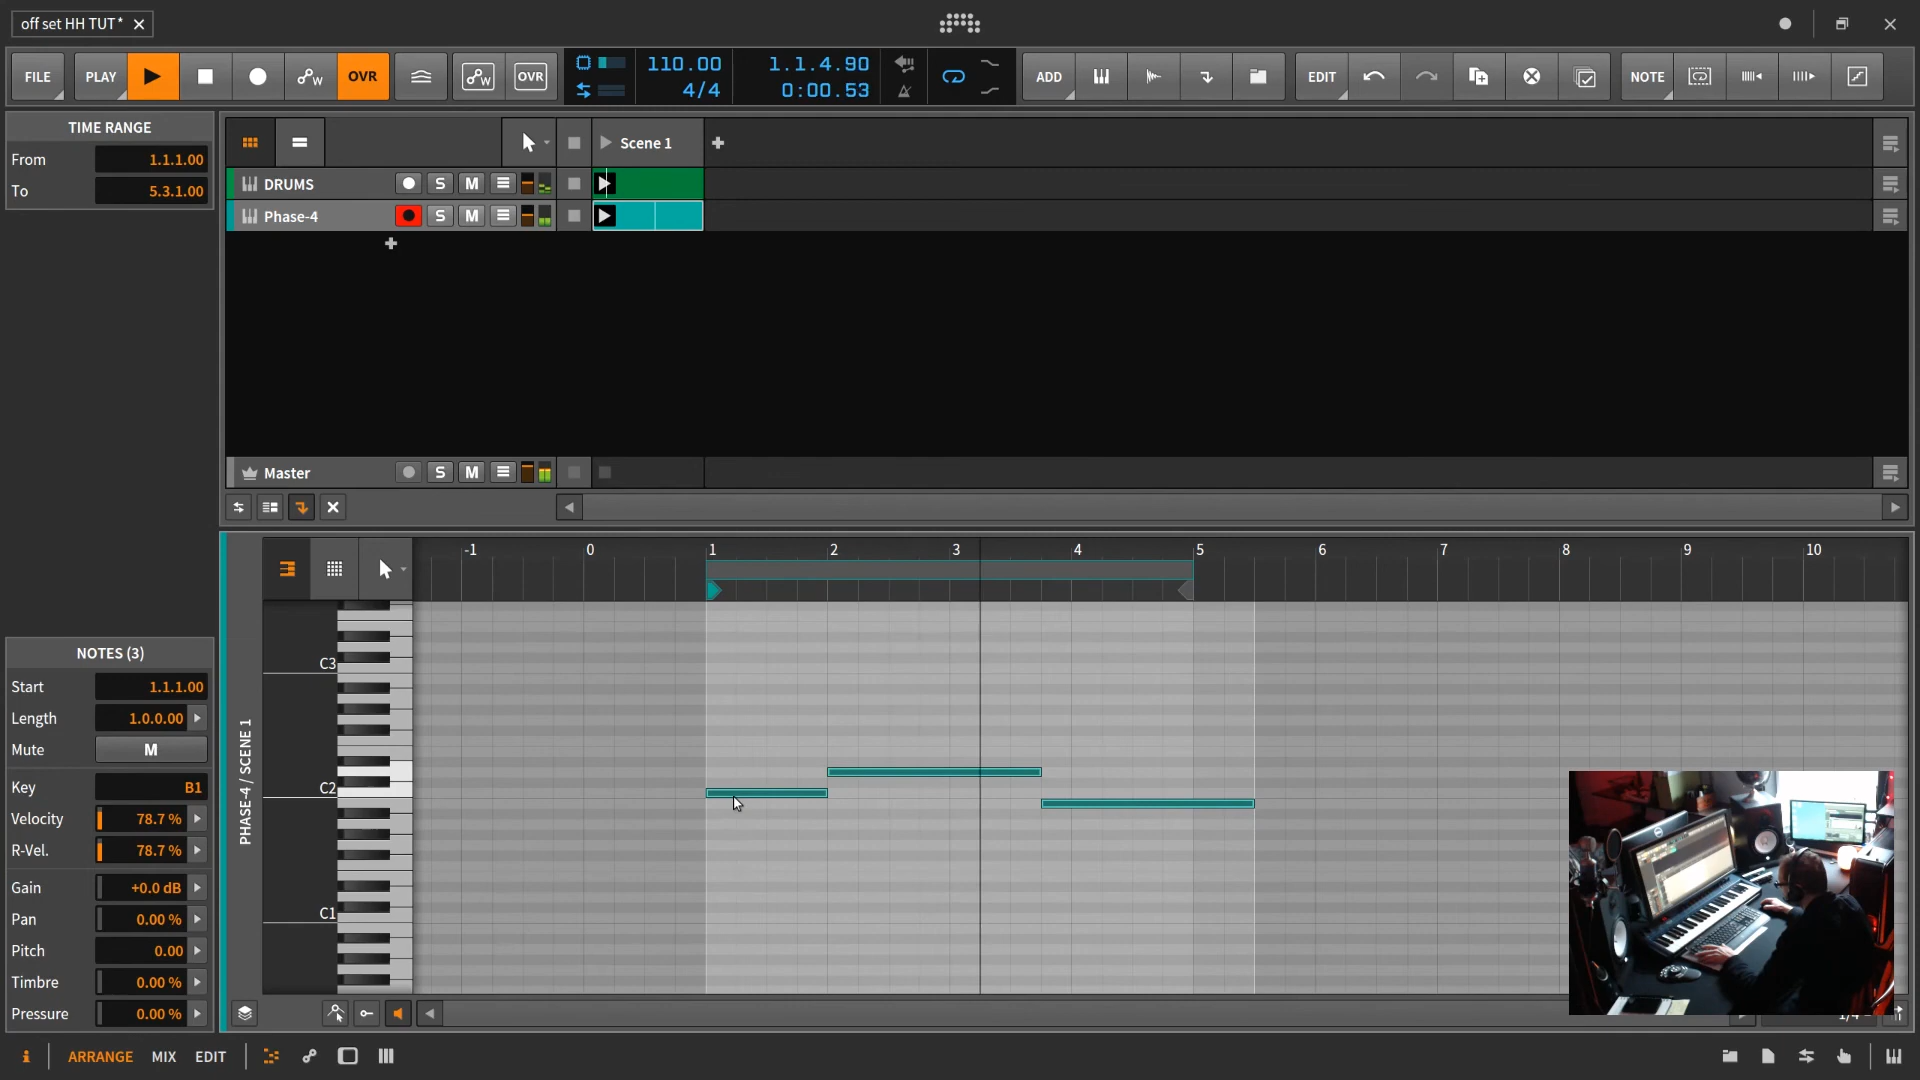 off set HH TUT*
FILE PLAY OVR OVR 110.00 4/4 1.1.4.90 0:00.53 ADD EDIT NOTE
TIME RANGE
From 1.1.1.00
To 5.3.1.00
Scene 1
DRUMS S M
Phase-4 S M
Master S M
-1 0 1 2 3 4 5 6 7 8 9 10
PHASE-4 / SCENE 1
C3
C2
C1
NOTES (3)
Start 1.1.1.00
Length 1.0.0.00
Mute M
Key B1
Velocity 78.7 %
R-Vel. 78.7 %
Gain +0.0 dB
Pan 0.00 %
Pitch 0.00
Timbre 0.00 %
Pressure 0.00 %
1/4
i ARRANGE MIX EDIT